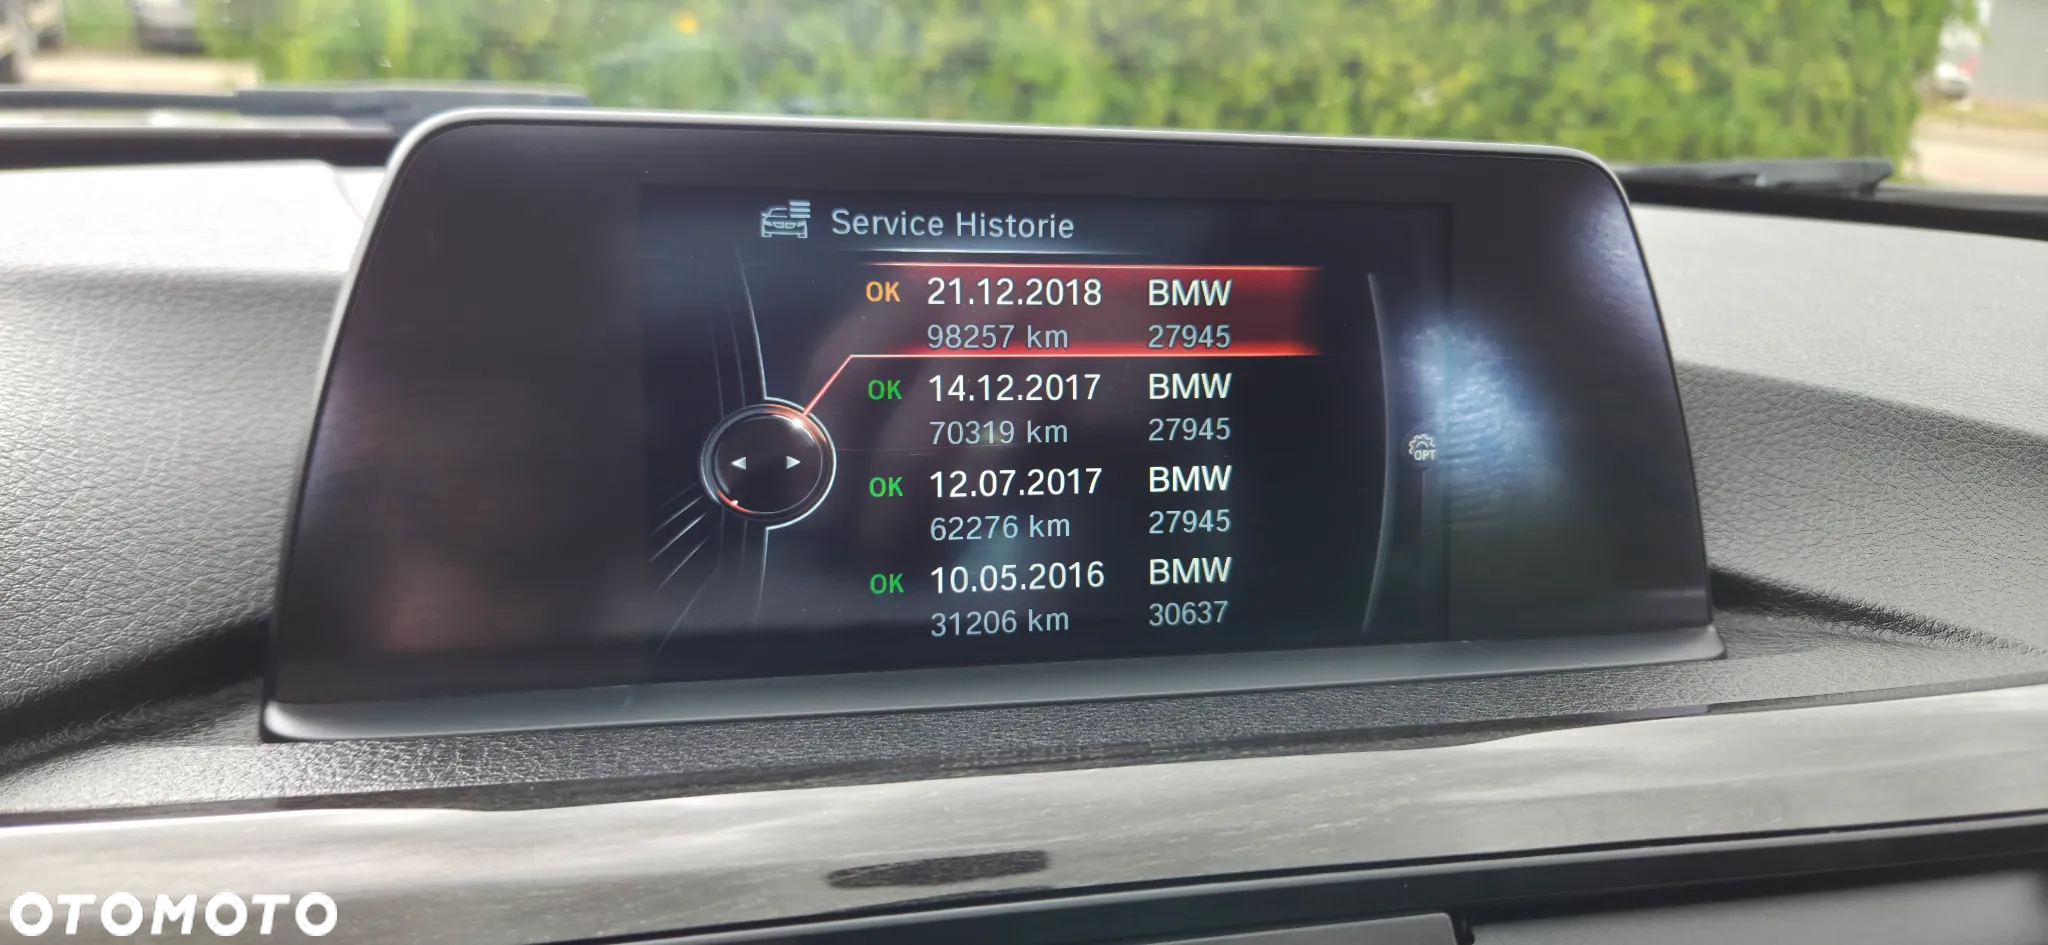 Service Historie
OK 21.12.2018 BMW
98257 km 27945
OK 14.12.2017 BMW
70319 km 27945
OK 12.07.2017 BMW
62276 km 27945
OK 10.05.2016 BMW
31206 km 30637
OPT
OTOMOTO